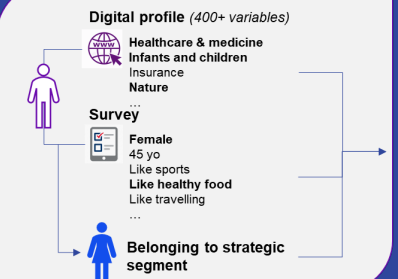 Digital profile (400+ variables)
WWW
Healthcare & medicine
Infants and children
Insurance
Nature
...
Survey
Female
45 yo
Like sports
Like healthy food
Like travelling
...
Belonging to strategic
segment